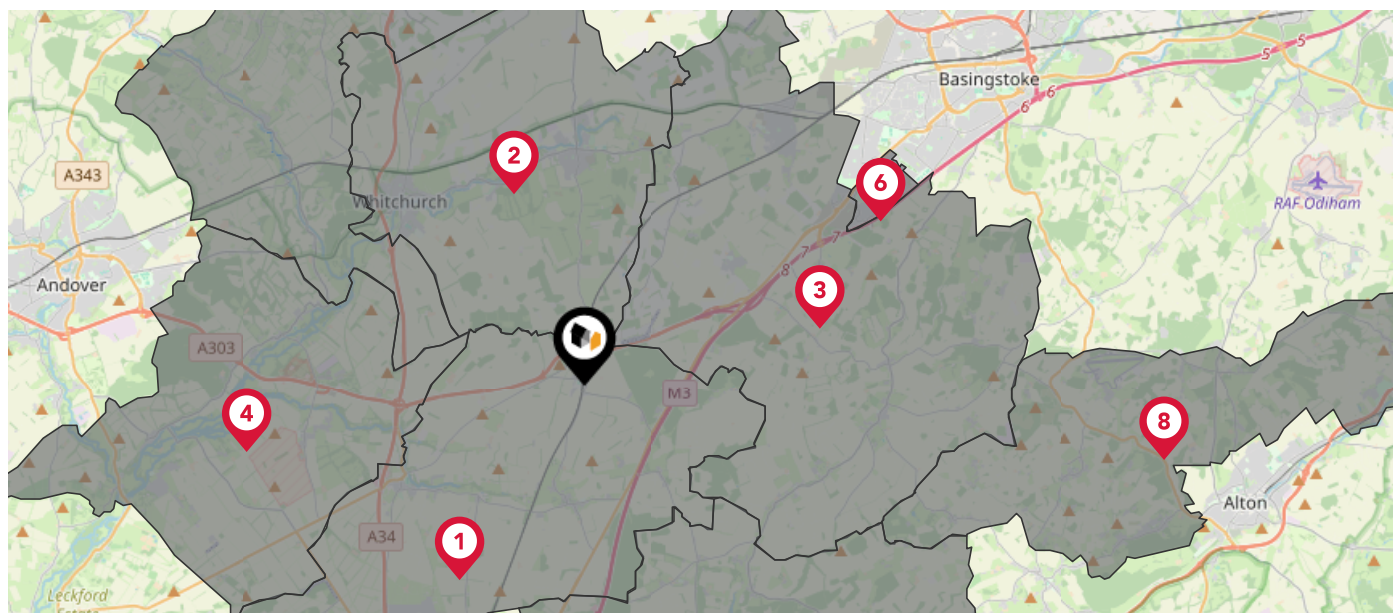 Basingstoke
5
5
6
6
2
A343
6
Whitchurch
RAF Odiham
7
7
8
Andover
3
A303
M3
4
8
Alton
A34
1
Leckford
Estate